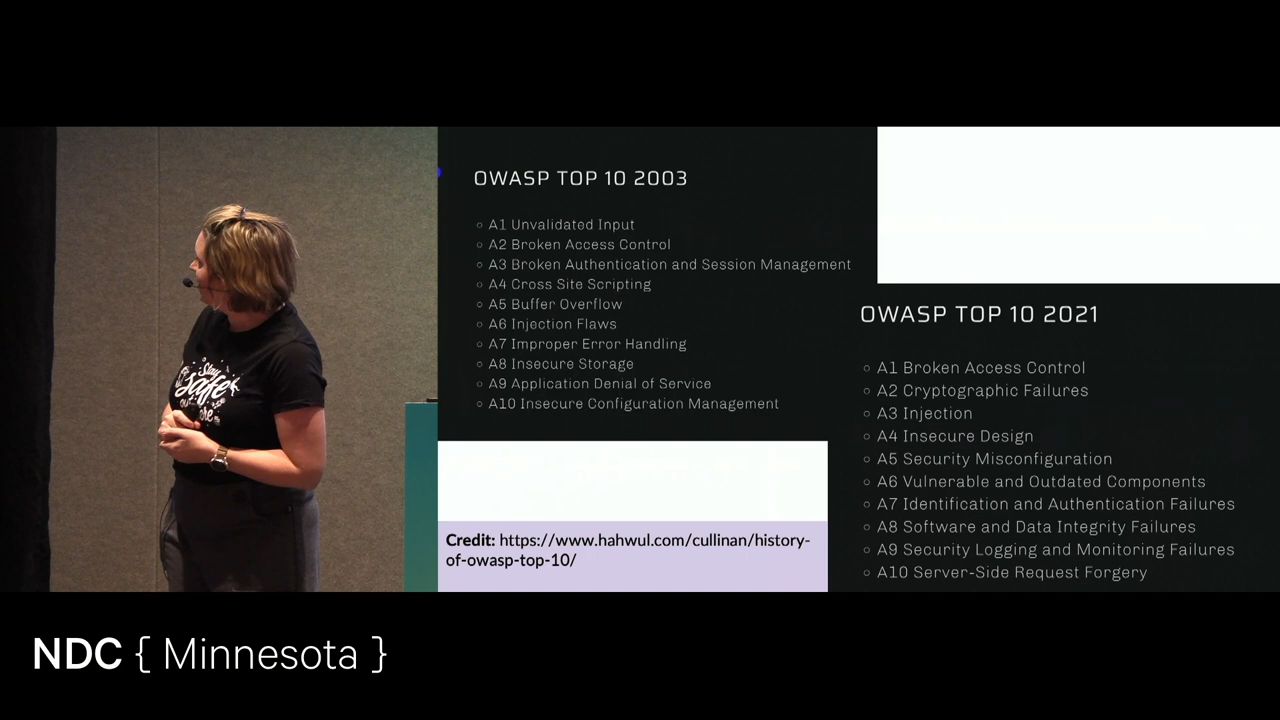 OWASP TOP 10 2003
○ A1 Unvalidated Input
○ A2 Broken Access Control
○ A3 Broken Authentication and Session Management
○ A4 Cross Site Scripting
○ A5 Buffer Overflow
○ A6 Injection Flaws
○ A7 Improper Error Handling
○ A8 Insecure Storage
○ A9 Application Denial of Service
○ A10 Insecure Configuration Management
Credit: https://www.hahwul.com/cullinan/history-
of-owasp-top-10/
OWASP TOP 10 2021
○ A1 Broken Access Control
○ A2 Cryptographic Failures
○ A3 Injection
○ A4 Insecure Design
○ A5 Security Misconfiguration
○ A6 Vulnerable and Outdated Components
○ A7 Identification and Authentication Failures
○ A8 Software and Data Integrity Failures
○ A9 Security Logging and Monitoring Failures
○ A10 Server-Side Request Forgery
Stay
Safe
NDC { Minnesota }